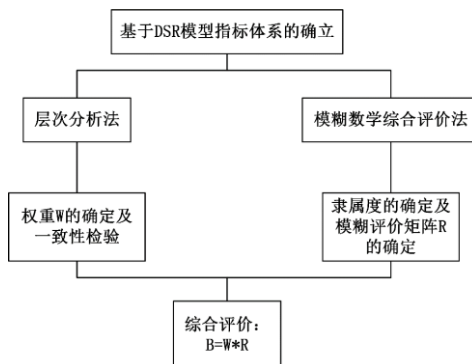 基于DSR模型指标体系的确立
层次分析法
模糊数学综合评价法
权重W的确定及
一致性检验
隶属度的确定及
模糊评价矩阵R
的确定
综合评价：
B=W*R